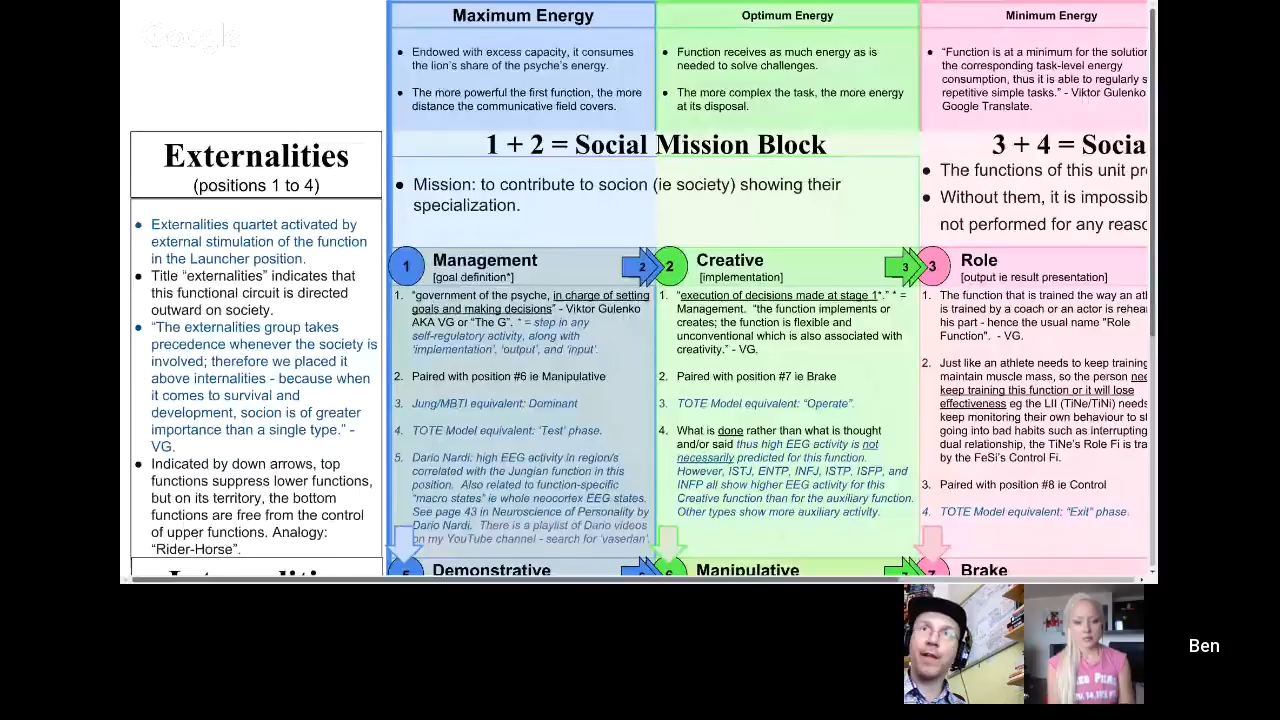 Google
Maximum Energy
Optimum Energy
Minimum Energy
• Endowed with excess capacity, it consumes
the lion's share of the psyche's energy.
• The more powerful the first function, the more
distance the communicative field covers.
• Function receives as much energy as is
needed to solve challenges.
• The more complex the task, the more energy
at its disposal.
• "Function is at a minimum for the solution
the corresponding task-level energy
consumption, thus it is able to regularly s
repetitive simple tasks." - Viktor Gulenko
Google Translate.
Externalities
(positions 1 to 4)
1 + 2 = Social Mission Block
3 + 4 = Socia
• Mission: to contribute to socion (ie society) showing their
specialization.
• The functions of this unit pr
• Without them, it is impossib
not performed for any reaso
• Externalities quartet activated by
external stimulation of the function
in the Launcher position.
• Title "externalities" indicates that
this functional circuit is directed
outward on society.
• "The externalities group takes
precedence whenever the society is
involved; therefore we placed it
above internalities - because when
it comes to survival and
development, socion is of greater
importance than a single type." -
VG.
• Indicated by down arrows, top
functions suppress lower functions,
but on its territory, the bottom
functions are free from the control
of upper functions. Analogy:
"Rider-Horse".
1 Management 2
[goal definition*]
1. "government of the psyche, in charge of setting
goals and making decisions" - Viktor Gulenko
AKA VG or "The G". * = step in any
self-regulatory activity, along with
'implementation', 'output', and 'input'.
2. Paired with position #6 ie Manipulative
3. Jung/MBTI equivalent: Dominant
4. TOTE Model equivalent: 'Test' phase.
5. Dario Nardi: high EEG activity in region/s
correlated with the Jungian function in this
position. Also related to function-specific
"macro states" ie whole neocortex EEG states.
See page 43 in Neuroscience of Personality by
Dario Nardi. There is a playlist of Dario videos
on my YouTube channel - search for 'vaserlan'.
2 Creative 3
[implementation]
1. "execution of decisions made at stage 1*." * =
Management. "the function implements or
creates; the function is flexible and
unconventional which is also associated with
creativity." - VG.
2. Paired with position #7 ie Brake
3. TOTE Model equivalent: "Operate".
4. What is done rather than what is thought
and/or said thus high EEG activity is not
necessarily predicted for this function.
However, ISTJ, ENTP, INFJ, ISTP, ISFP, and
INFP all show higher EEG activity for this
Creative function than for the auxiliary function.
Other types show more auxiliary activity.
3 Role
[output ie result presentation]
1. The function that is trained the way an ath
is trained by a coach or an actor is rehear
his part - hence the usual name "Role
Function". - VG.
2. Just like an athlete needs to keep training
maintain muscle mass, so the person nee
keep training this function or it will lose
effectiveness eg the LII (TiNe/TiNi) needs
keep monitoring their own behaviour to st
going into bad habits such as interrupting
dual relationship, the TiNe's Role Fi is tra
by the FeSi's Control Fi.
3. Paired with position #8 ie Control
4. TOTE Model equivalent: "Exit" phase.
Demonstrative
Manipulative
Brake
Ben